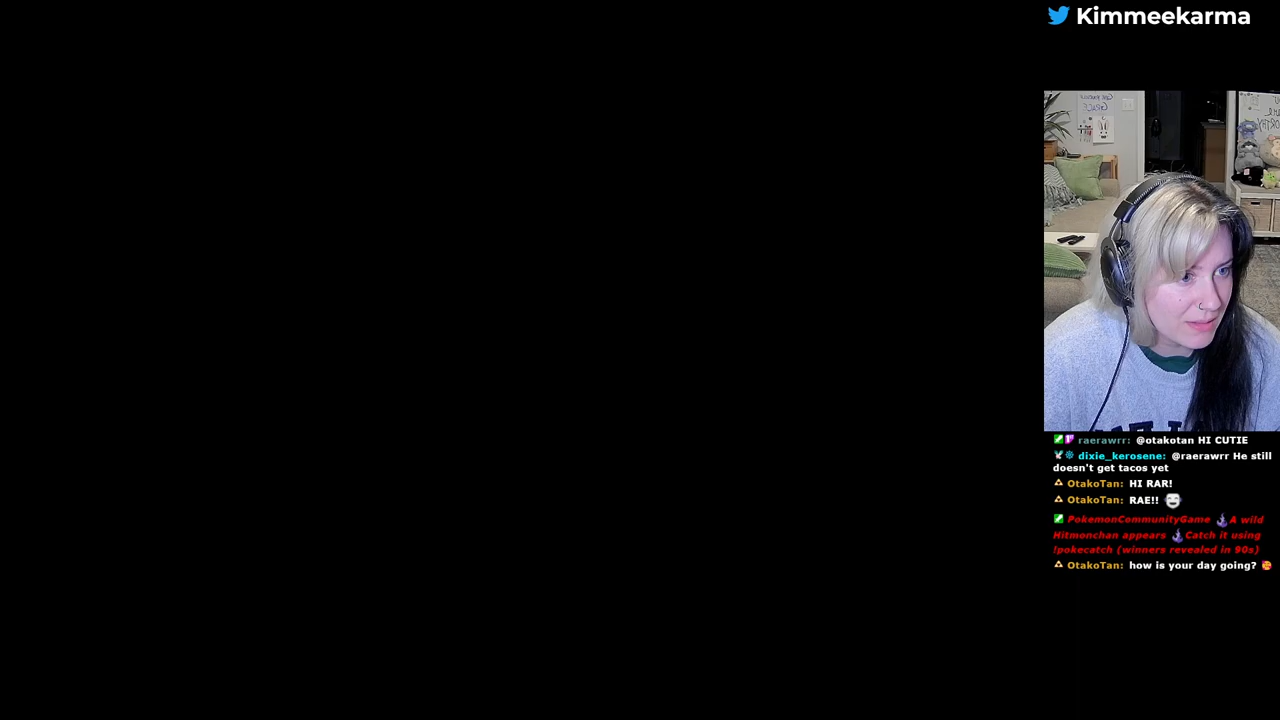 Kimmeekarma
raerawrr: @otakotan HI CUTIE
dixie_kerosene: @raerawrr He still
doesn't get tacos yet
OtakoTan: HI RAR!
OtakoTan: RAE!!
PokemonCommunityGame A wild
Hitmonchan appears Catch it using
!pokecatch (winners revealed in 90s)
OtakoTan: how is your day going?